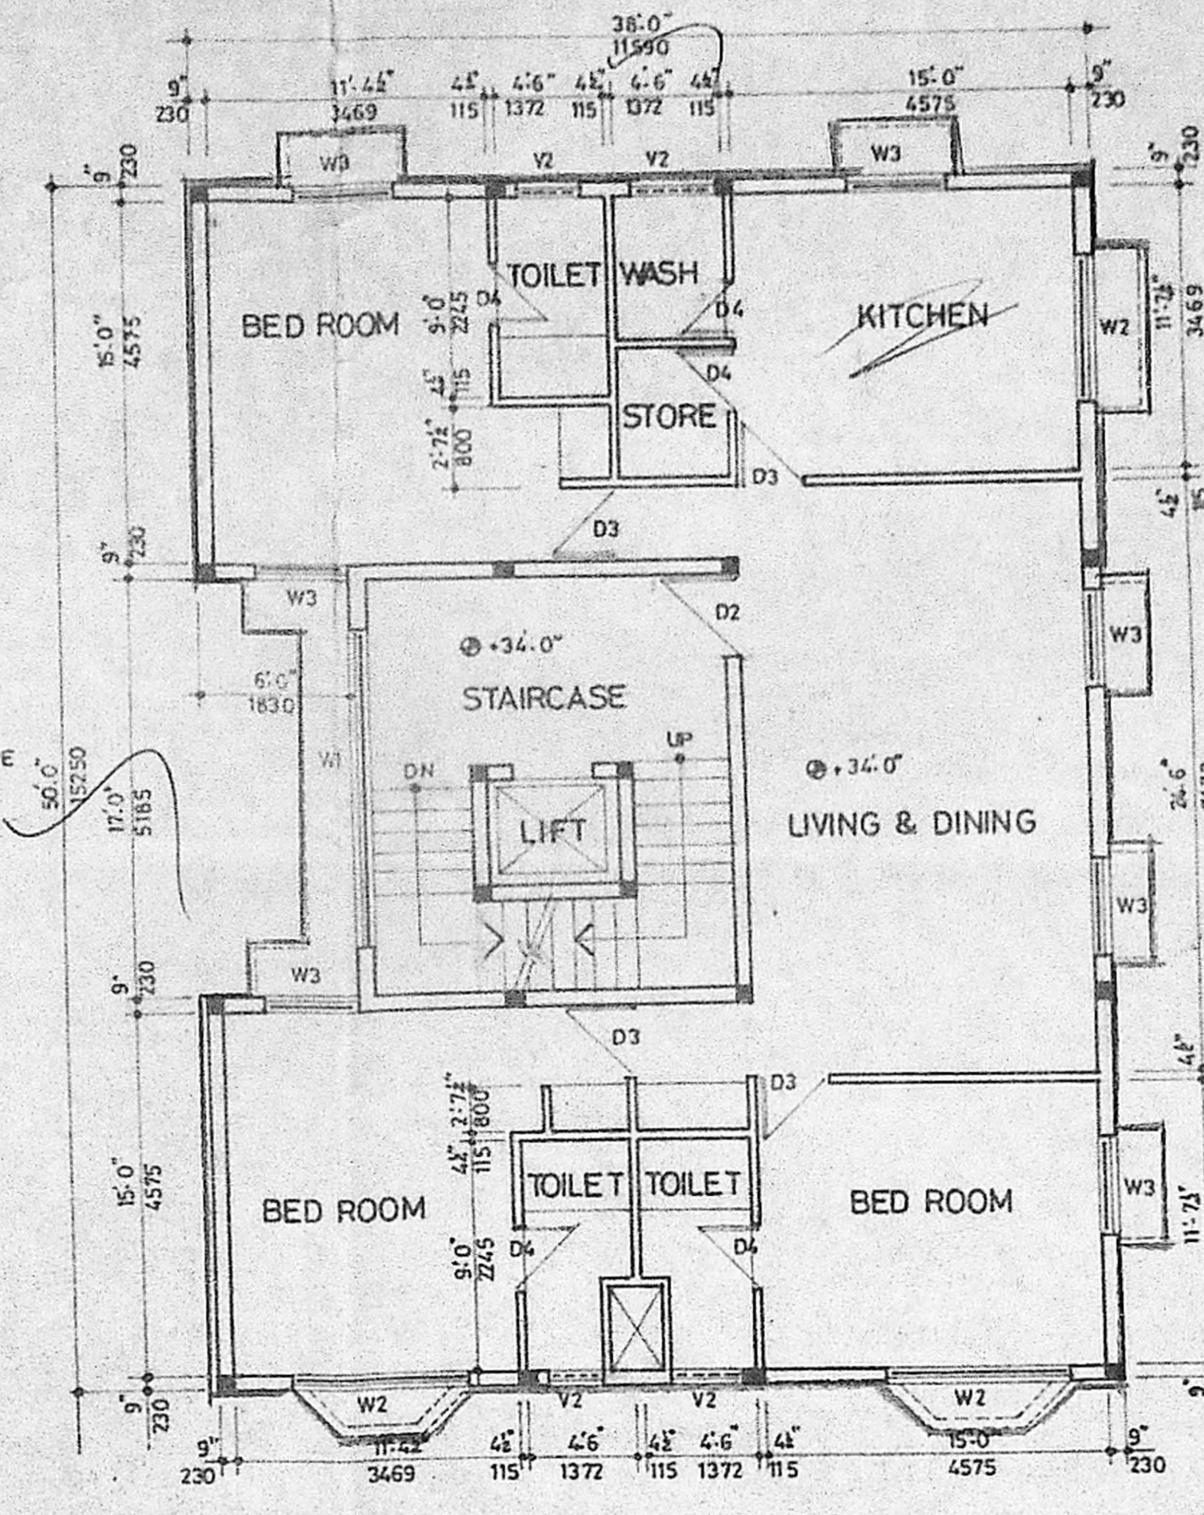 38'.0"
11590
9" 11'-4½" 4½" 4'.6" 4½" 4'.6" 4½" 15'.0" 9"
230 3469 115 1372 115 1372 115 4575 230
9" 230
W3 V2 V2 W3
9" 230
TOILET WASH
BED ROOM
KITCHEN
15'.0" 4575
9'.0" 2245
D4 D4
W2
11'-7½" 3469
D4
4½" 115
STORE
2'-7½" 800
D3
4½" 115
D3
9" 230
W3
D2
W3
+34'.0"
STAIRCASE
6'.0"
1830
E
50'.0" 15250
17'.0" 5185
W1
DN UP
+34'.0"
LIFT
LIVING & DINING
24'.6"
W3
9" 230
W3
D3
D3
4½"
2'-7½" 800
4½" 115
15'.0" 4575
TOILET TOILET
BED ROOM BED ROOM
W3
11'-7½"
9'.0" 2245
D4 D4
9" 230
W2 V2 V2 W2
9"
9" 11'-4½" 4½" 4'.6" 4½" 4'.6" 4½" 15'.0" 9"
230 3469 115 1372 115 1372 115 4575 230